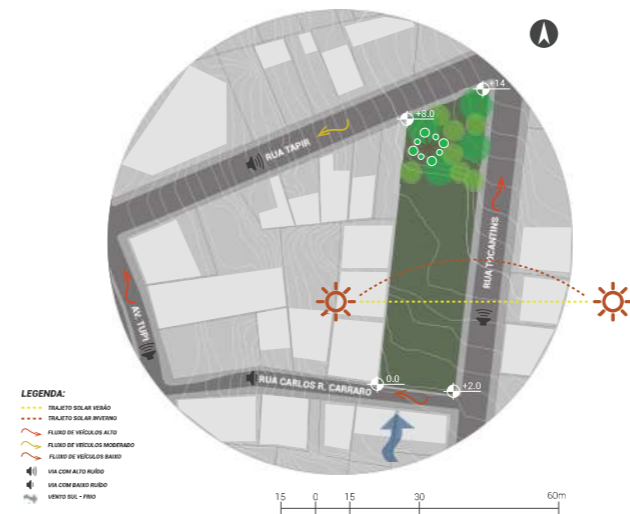 +14
+8.0
RUA TAPIR
RUA TOCANTINS
AV. TUPI
0.0
RUA CARLOS R. CARRARO
+2.0
LEGENDA:
TRAJETO SOLAR VERÃO
TRAJETO SOLAR INVERNO
FLUXO DE VEÍCULOS ALTO
FLUXO DE VEÍCULOS MODERADO
FLUXO DE VEÍCULOS BAIXO
VIA COM ALTO RUÍDO
VIA COM BAIXO RUÍDO
VENTO SUL - FRIO
15 0 15 30 60m